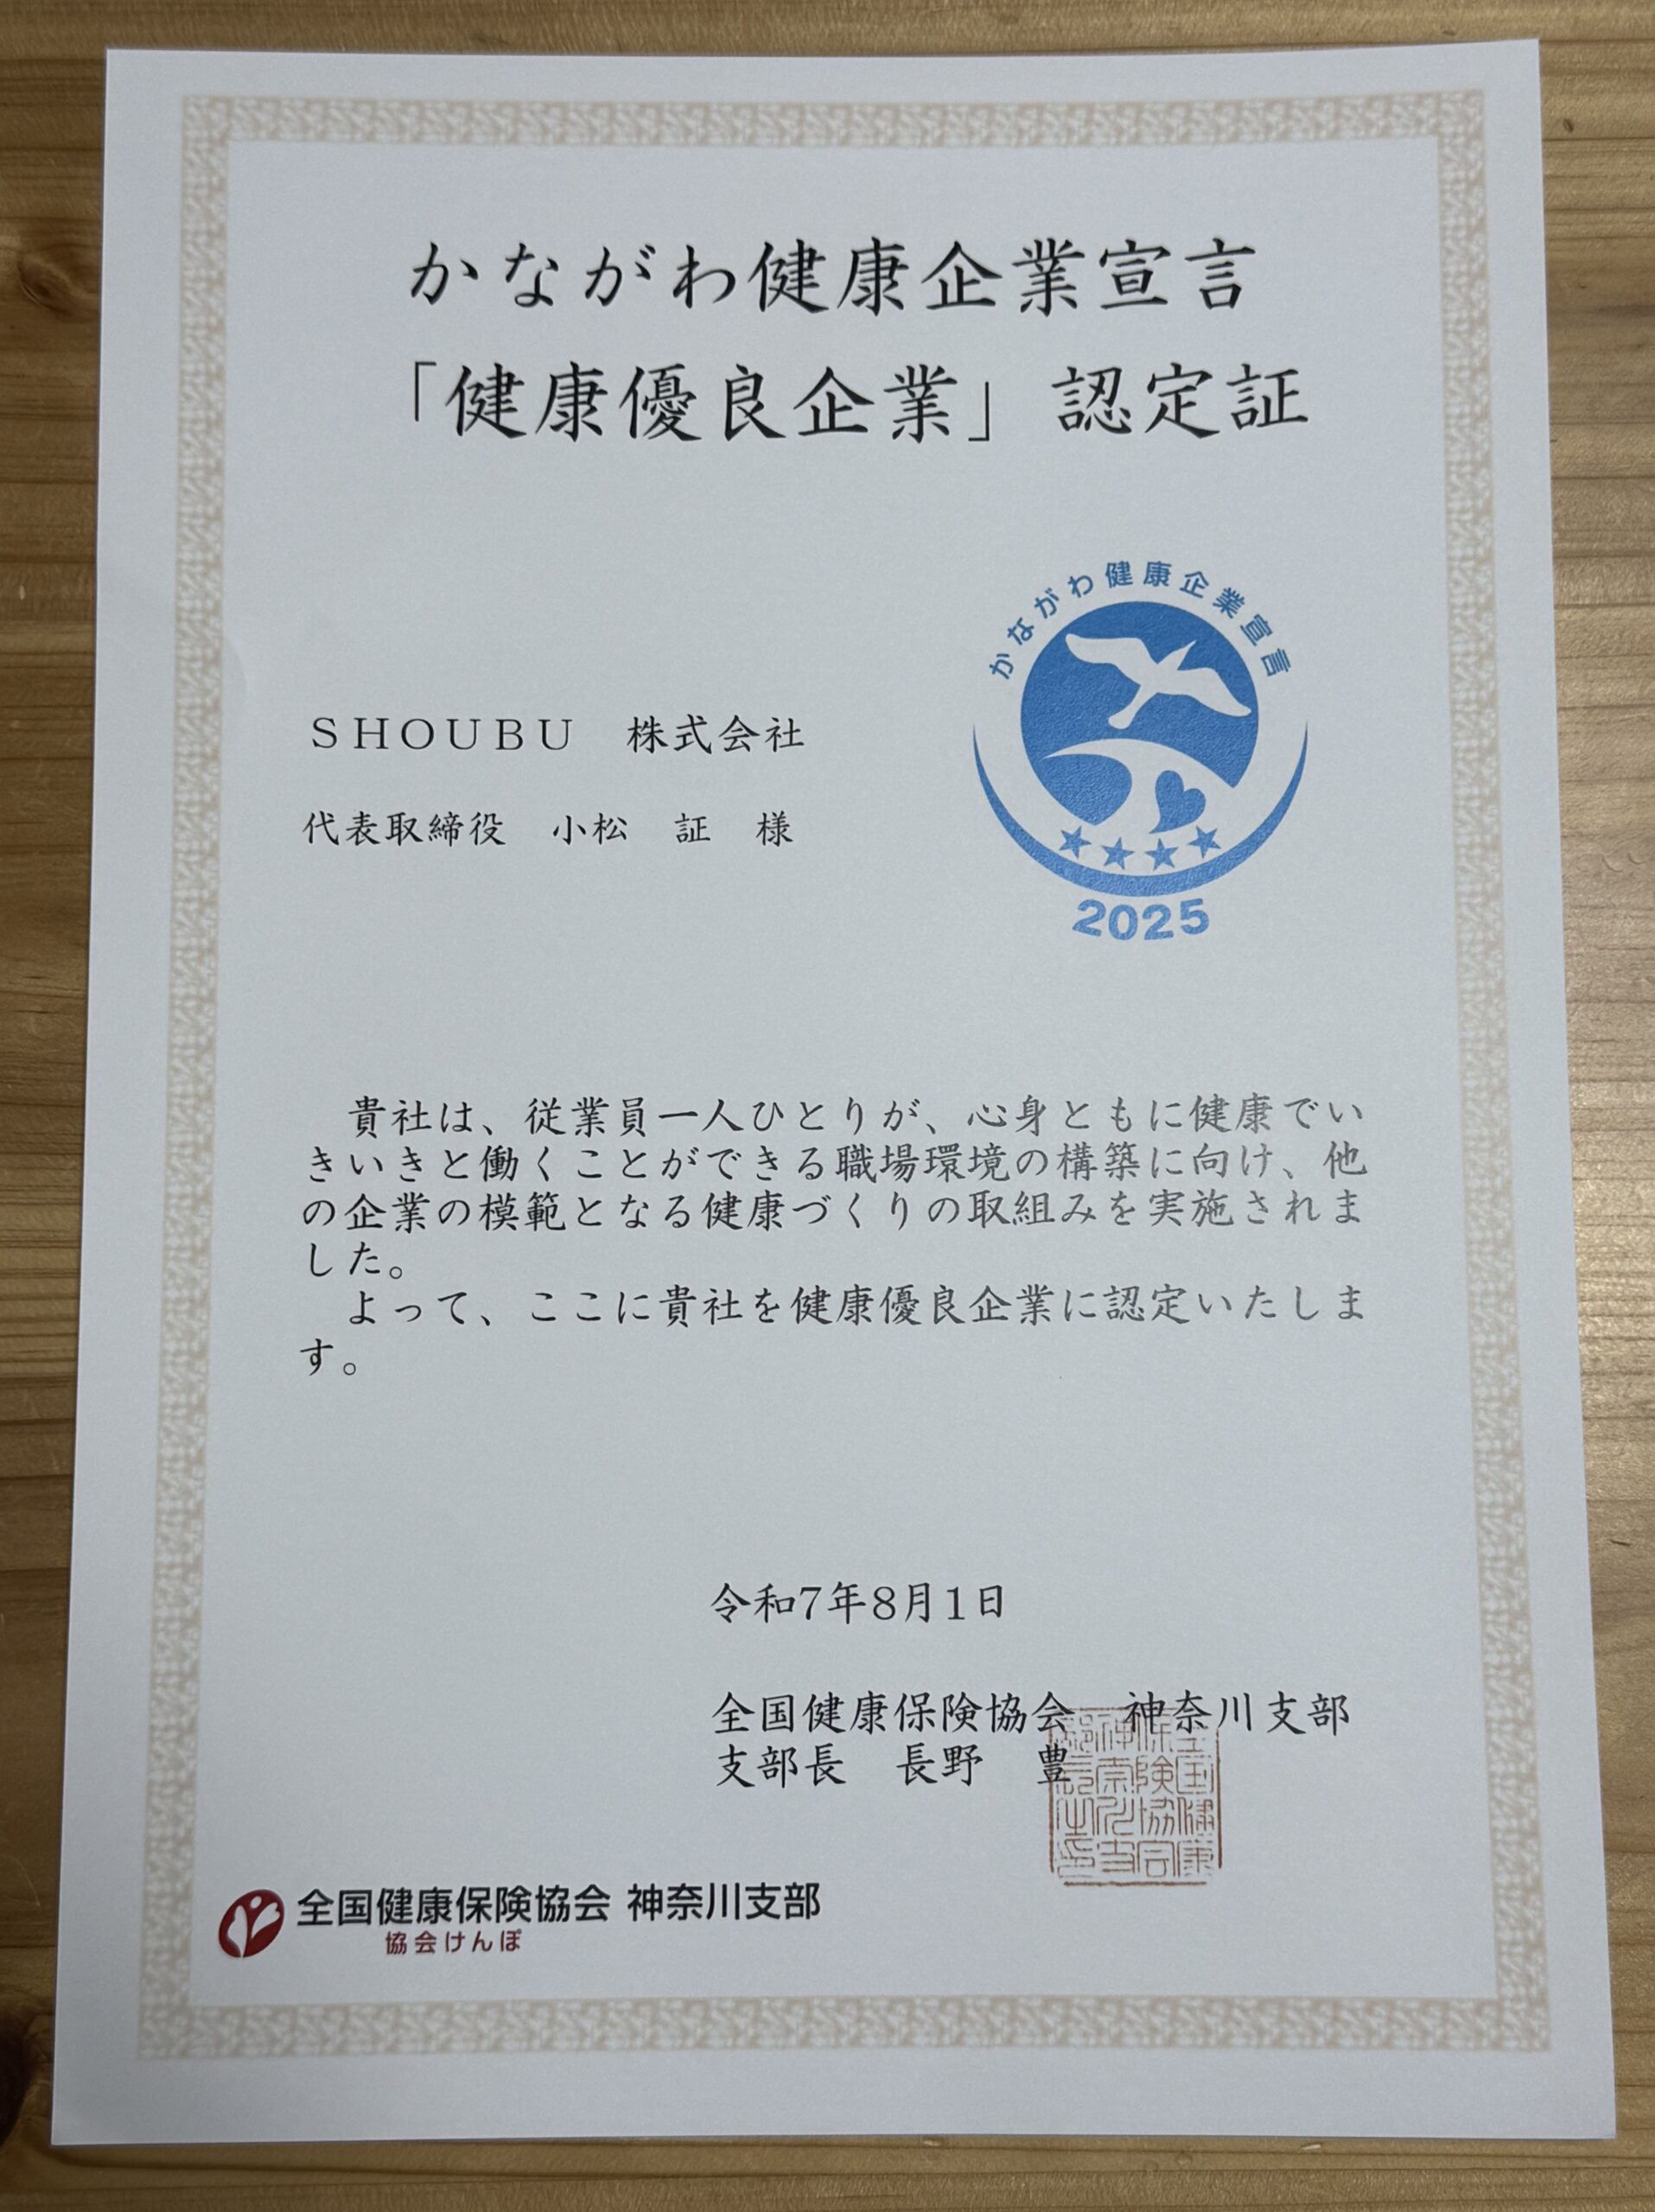 かながわ健康企業宣言
「健康優良企業」認定証
かながわ健康企業宣言
2025
ＳＨＯＵＢＵ　株式会社
代表取締役　小松　証　様
　貴社は、従業員一人ひとりが、心身ともに健康でい
きいきと働くことができる職場環境の構築に向け、他
の企業の模範となる健康づくりの取組みを実施されま
した。
　よって、ここに貴社を健康優良企業に認定いたしま
す。
令和7年8月1日
全国健康保険協会　神奈川支部
支部長　長野　豊
全国健康保険協会 神奈川支部
協会けんぽ